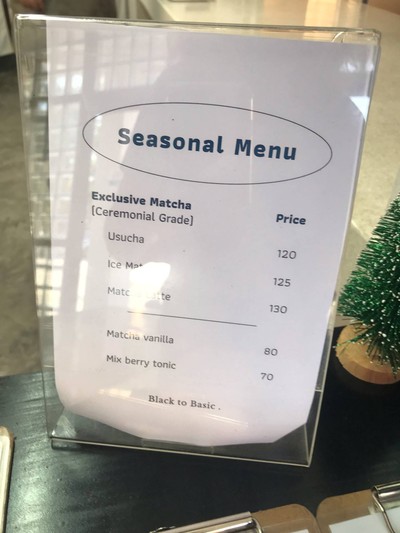 Seasonal Menu
Exclusive Matcha
[Ceremonial Grade] Price
Usucha 120
Ice 125
130
Matcha vanilla 80
Mix berry tonic 70
Black to Basic .